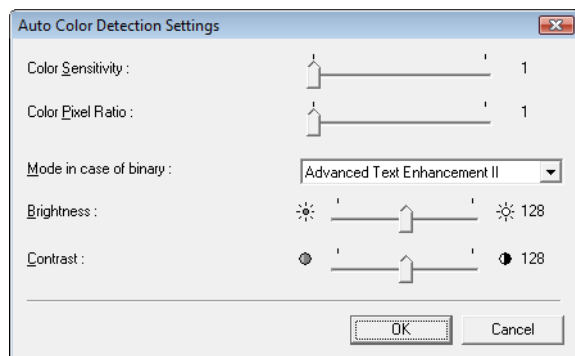 Auto Color Detection Settings
Color Sensitivity : 1
Color Pixel Ratio : 1
Mode in case of binary : Advanced Text Enhancement II
Brightness : 128
Contrast : 128
OK Cancel